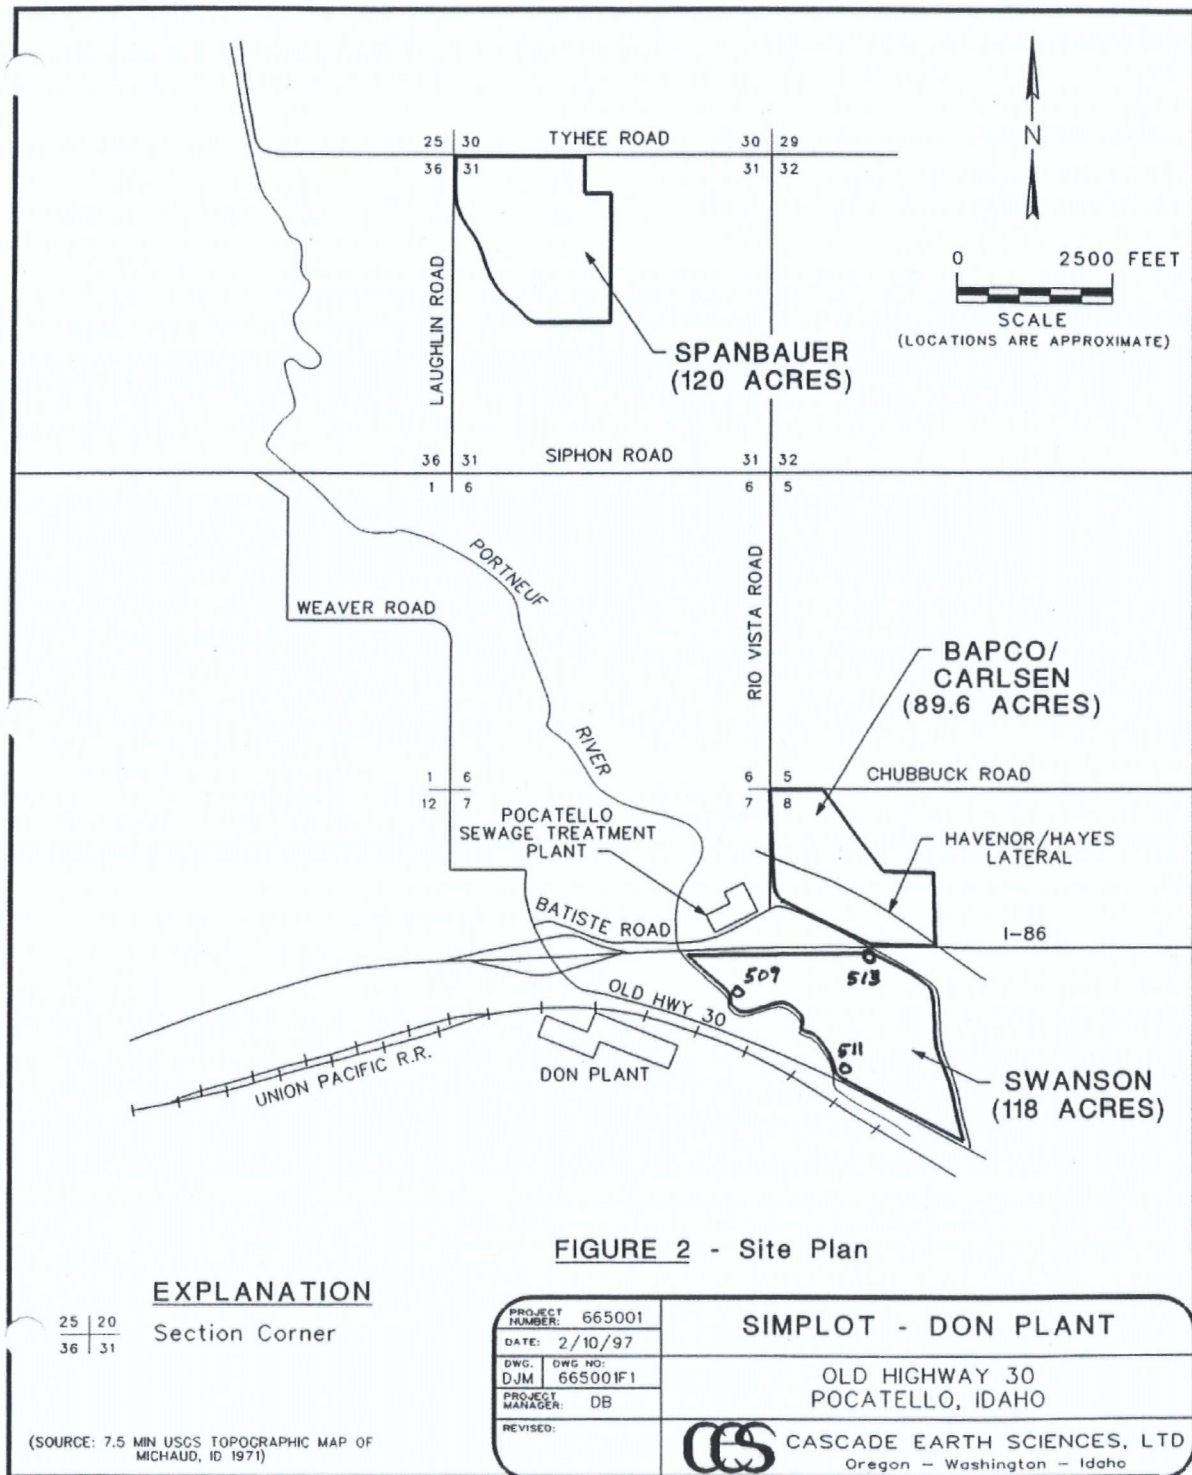 25 30 TYHEE ROAD 30 29
36 31 31 32
N
0 2500 FEET
SCALE
(LOCATIONS ARE APPROXIMATE)
LAUGHLIN ROAD
SPANBAUER
(120 ACRES)
36 31 SIPHON ROAD 31 32
1 6 6 5
PORTNEUF
RIVER
WEAVER ROAD
RIO VISTA ROAD
BAPCO/
CARLSEN
(89.6 ACRES)
1 6 6 5 CHUBBUCK ROAD
12 7 7 8
POCATELLO
SEWAGE TREATMENT
PLANT
HAVENOR/HAYES
LATERAL
BATISTE ROAD
I-86
509
513
OLD HWY 30
511
UNION PACIFIC R.R.
DON PLANT
SWANSON
(118 ACRES)
FIGURE 2 - Site Plan
EXPLANATION
25 20
36 31
Section Corner
(SOURCE: 7.5 MIN USGS TOPOGRAPHIC MAP OF
MICHAUD, ID 1971)
PROJECT NUMBER: 665001
DATE: 2/10/97
DWG. DJM
DWG NO: 665001F1
PROJECT MANAGER: DB
REVISED:
SIMPLOT - DON PLANT
OLD HIGHWAY 30
POCATELLO, IDAHO
CES CASCADE EARTH SCIENCES, LTD
Oregon - Washington - Idaho